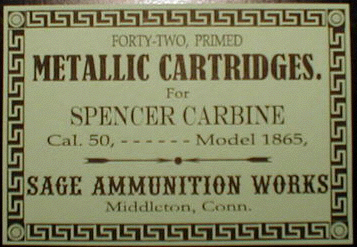 FORTY-TWO, PRIMED
METALLIC CARTRIDGES.
For
SPENCER CARBINE
Cal. 50, - - - - - - Model 1865,
SAGE AMMUNITION WORKS
Middleton, Conn.